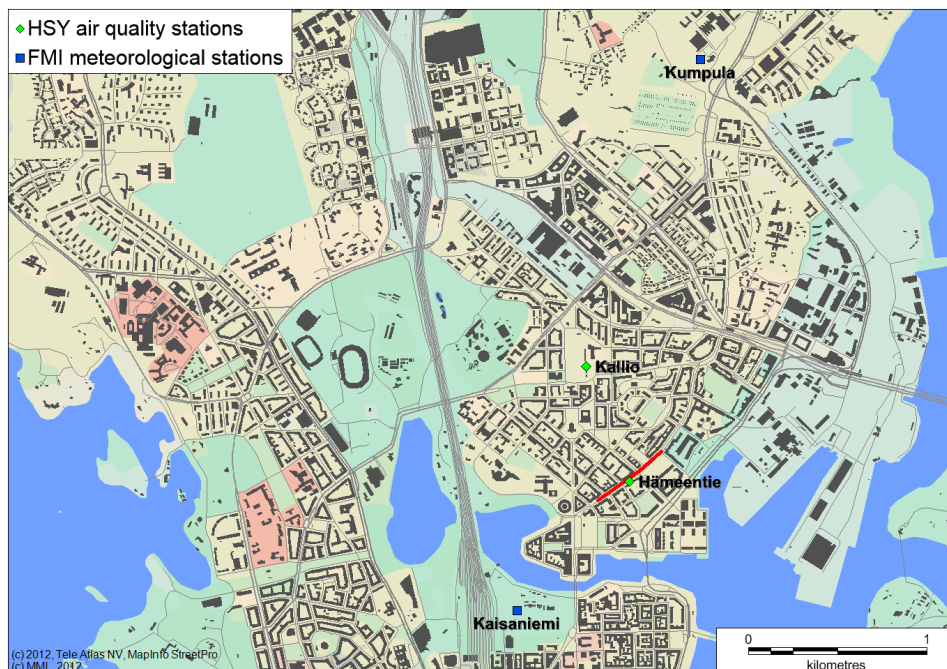 HSY air quality stations
FMI meteorological stations
Kumpula
Kallio
Hämeentie
Kaisaniemi
(c) 2012, Tele Atlas NV, MapInfo StreetPro
(c) MML, 2012
0 1
kilometres